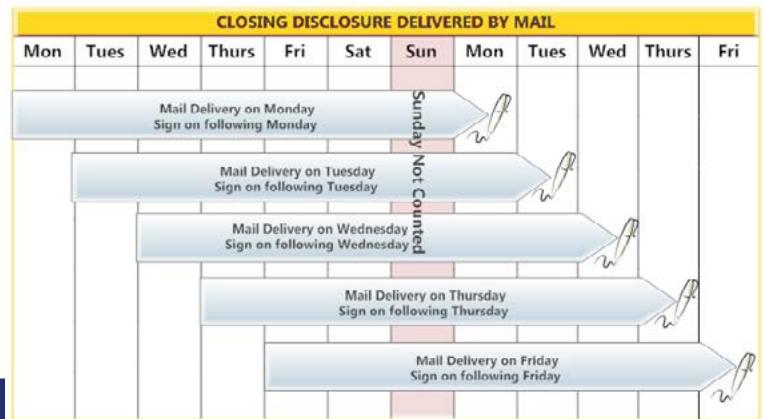 CLOSING DISCLOSURE DELIVERED BY MAIL
Mon Tues Wed Thurs Fri Sat Sun Mon Tues Wed Thurs Fri
Mail Delivery on Monday
Sign on following Monday
Sunday Not Counted
Mail Delivery on Tuesday
Sign on following Tuesday
Mail Delivery on Wednesday
Sign on following Wednesday
Mail Delivery on Thursday
Sign on following Thursday
Mail Delivery on Friday
Sign on following Friday